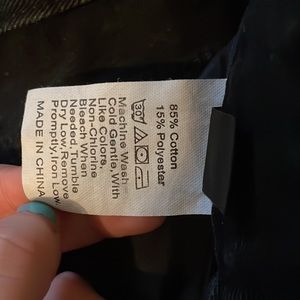 85% Cotton
15% Polyester
30
Machine Wash
Cold Gentle,With
Like Colors,
Non-Chlorine
Bleach When
Needed,Tumble
Dry Low,Remove
Promptly,Iron Low
MADE IN CHINA